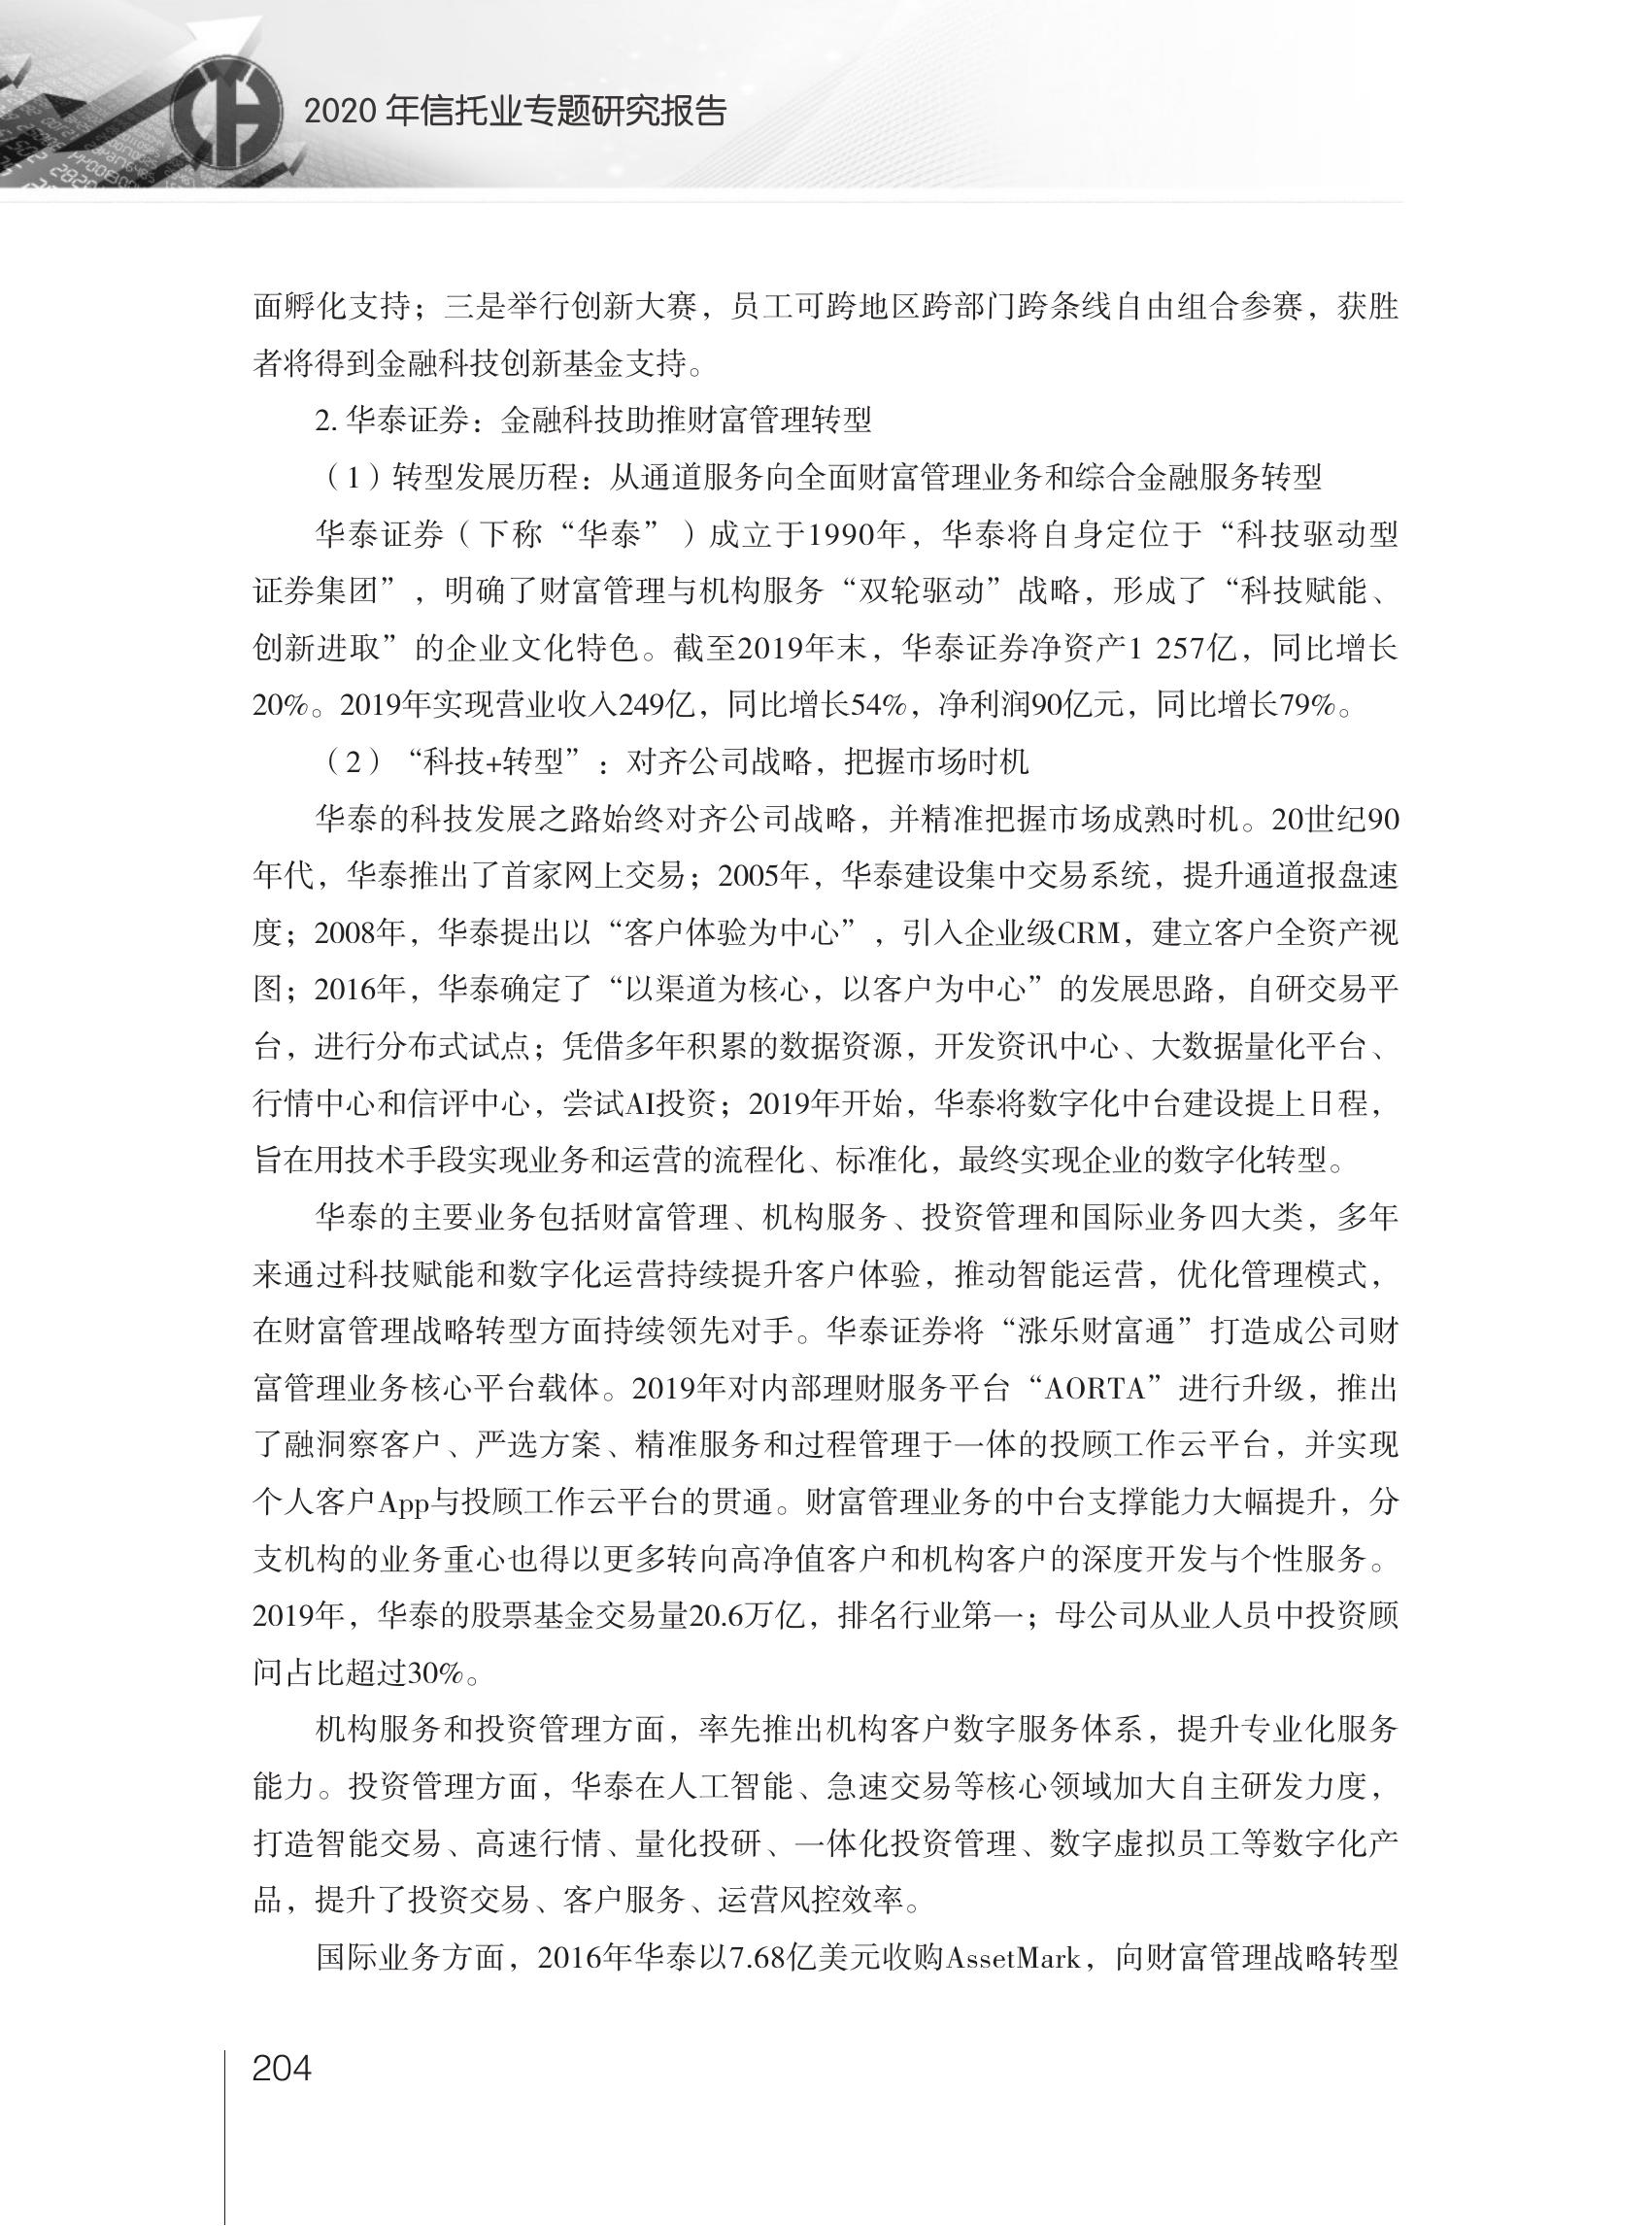 2020 年信托业专题研究报告
面孵化支持；三是举行创新大赛，员工可跨地区跨部门跨条线自由组合参赛，获胜
者将得到金融科技创新基金支持。
2. 华泰证券：金融科技助推财富管理转型
（1）转型发展历程：从通道服务向全面财富管理业务和综合金融服务转型
华泰证券（下称“华泰”）成立于1990年，华泰将自身定位于“科技驱动型
证券集团”，明确了财富管理与机构服务“双轮驱动”战略，形成了“科技赋能、
创新进取”的企业文化特色。截至2019年末，华泰证券净资产1 257亿，同比增长
20%。2019年实现营业收入249亿，同比增长54%，净利润90亿元，同比增长79%。
（2）“科技+转型”：对齐公司战略，把握市场时机
华泰的科技发展之路始终对齐公司战略，并精准把握市场成熟时机。20世纪90
年代，华泰推出了首家网上交易；2005年，华泰建设集中交易系统，提升通道报盘速
度；2008年，华泰提出以“客户体验为中心”，引入企业级CRM，建立客户全资产视
图；2016年，华泰确定了“以渠道为核心，以客户为中心”的发展思路，自研交易平
台，进行分布式试点；凭借多年积累的数据资源，开发资讯中心、大数据量化平台、
行情中心和信评中心，尝试AI投资；2019年开始，华泰将数字化中台建设提上日程，
旨在用技术手段实现业务和运营的流程化、标准化，最终实现企业的数字化转型。
华泰的主要业务包括财富管理、机构服务、投资管理和国际业务四大类，多年
来通过科技赋能和数字化运营持续提升客户体验，推动智能运营，优化管理模式，
在财富管理战略转型方面持续领先对手。华泰证券将“涨乐财富通”打造成公司财
富管理业务核心平台载体。2019年对内部理财服务平台“AORTA”进行升级，推出
了融洞察客户、严选方案、精准服务和过程管理于一体的投顾工作云平台，并实现
个人客户App与投顾工作云平台的贯通。财富管理业务的中台支撑能力大幅提升，分
支机构的业务重心也得以更多转向高净值客户和机构客户的深度开发与个性服务。
2019年，华泰的股票基金交易量20.6万亿，排名行业第一；母公司从业人员中投资顾
问占比超过30%。
机构服务和投资管理方面，率先推出机构客户数字服务体系，提升专业化服务
能力。投资管理方面，华泰在人工智能、急速交易等核心领域加大自主研发力度，
打造智能交易、高速行情、量化投研、一体化投资管理、数字虚拟员工等数字化产
品，提升了投资交易、客户服务、运营风控效率。
国际业务方面，2016年华泰以7.68亿美元收购AssetMark，向财富管理战略转型
204